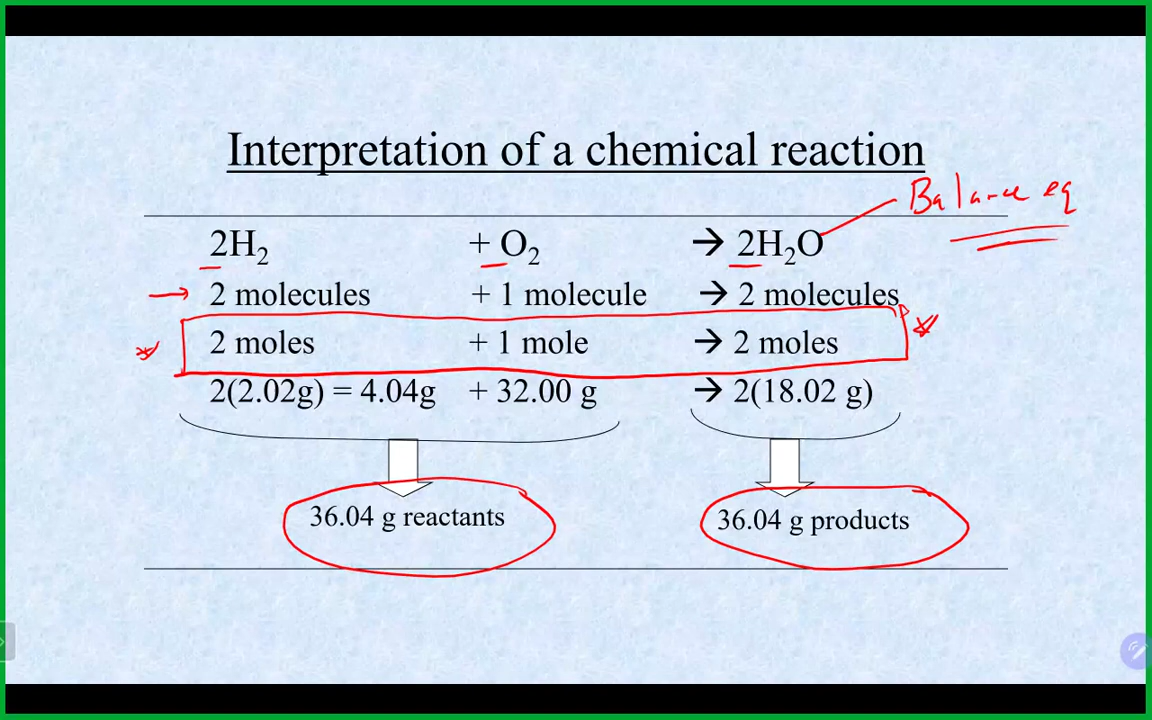 Interpretation of a chemical reaction
Balance eq
2H₂ + O₂ → 2H₂O
2 molecules + 1 molecule → 2 molecules
2 moles + 1 mole → 2 moles
2(2.02g) = 4.04g + 32.00 g → 2(18.02 g)
36.04 g reactants 36.04 g products